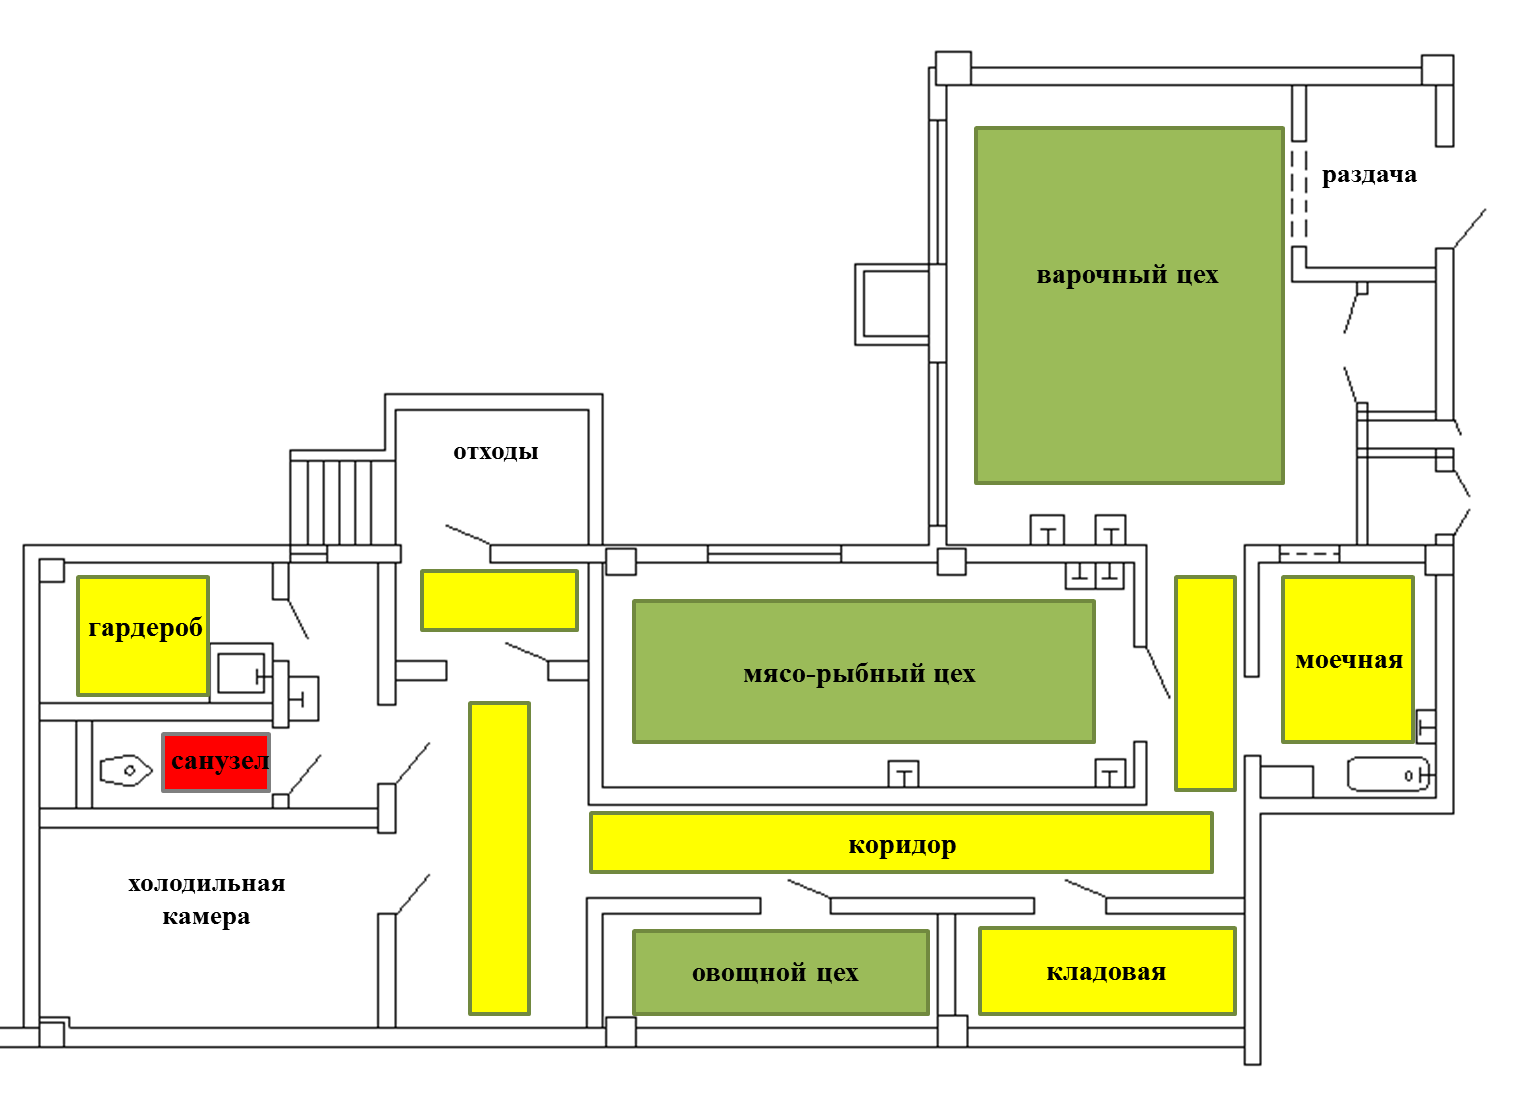 раздача
варочный цех
отходы
гардероб
мясо-рыбный цех
моечная
санузел
коридор
холодильная
камера
овощной цех
кладовая